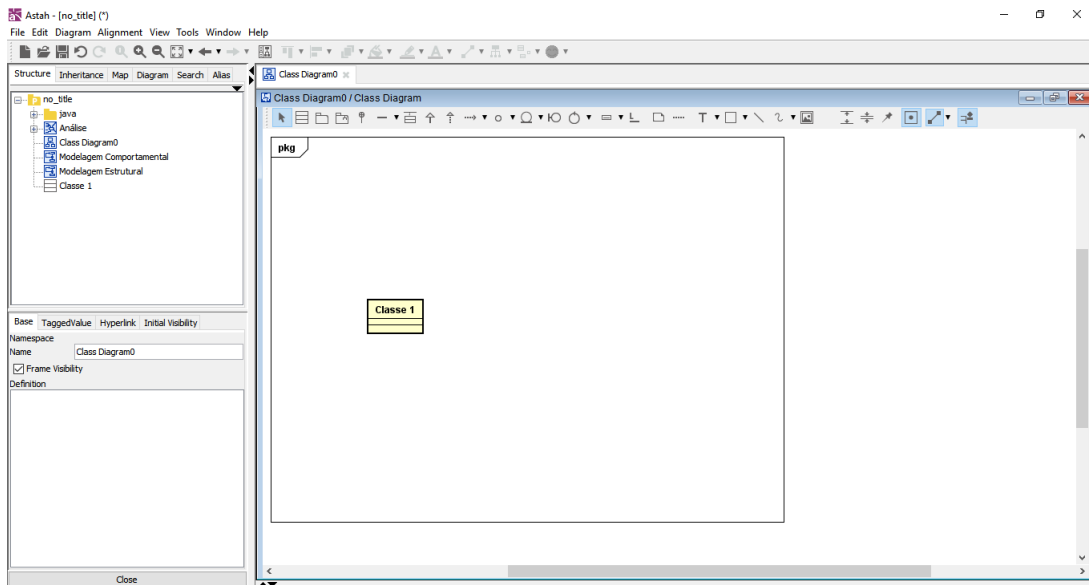 Astah - [no_title] (*)
File Edit Diagram Alignment View Tools Window Help
Structure Inheritance Map Diagram Search Alias
no_title
java
Análise
Class Diagram0
Modelagem Comportamental
Modelagem Estrutural
Classe 1
Base TaggedValue Hyperlink Initial Visibility
Namespace
Name Class Diagram0
Frame Visibility
Definition
Close
Class Diagram0
Class Diagram0 / Class Diagram
T
pkg
Classe 1